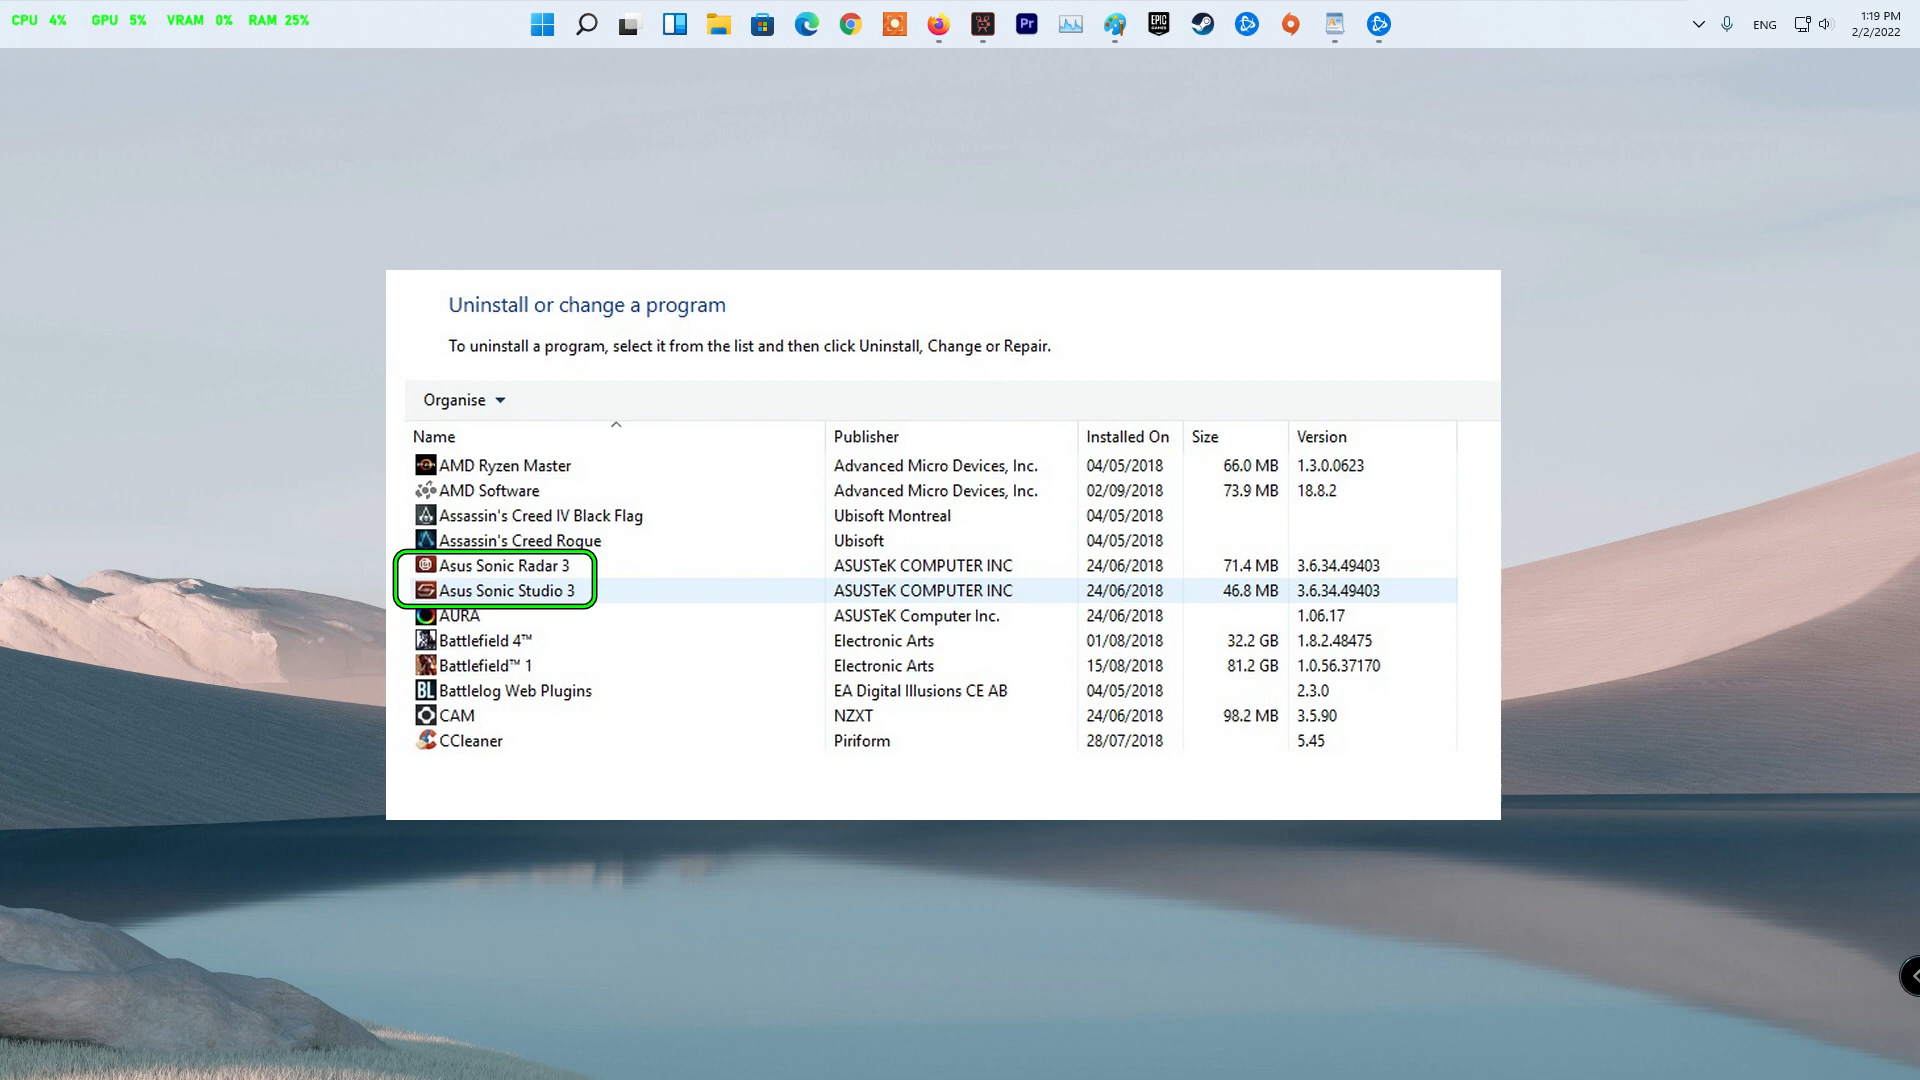 CPU 4% GPU 5% VRAM 0% RAM 25%
Pr
EPIC
GAMES
ENG
1:19 PM
2/2/2022
Uninstall or change a program
To uninstall a program, select it from the list and then click Uninstall, Change or Repair.
Organise
Name Publisher Installed On Size Version
AMD Ryzen Master Advanced Micro Devices, Inc. 04/05/2018 66.0 MB 1.3.0.0623
AMD Software Advanced Micro Devices, Inc. 02/09/2018 73.9 MB 18.8.2
Assassin's Creed IV Black Flag Ubisoft Montreal 04/05/2018
Assassin's Creed Rogue Ubisoft 04/05/2018
Asus Sonic Radar 3 ASUSTeK COMPUTER INC 24/06/2018 71.4 MB 3.6.34.49403
Asus Sonic Studio 3 ASUSTeK COMPUTER INC 24/06/2018 46.8 MB 3.6.34.49403
AURA ASUSTeK Computer Inc. 24/06/2018 1.06.17
Battlefield 4™ Electronic Arts 01/08/2018 32.2 GB 1.8.2.48475
Battlefield™ 1 Electronic Arts 15/08/2018 81.2 GB 1.0.56.37170
BL Battlelog Web Plugins EA Digital Illusions CE AB 04/05/2018 2.3.0
CAM NZXT 24/06/2018 98.2 MB 3.5.90
CCleaner Piriform 28/07/2018 5.45